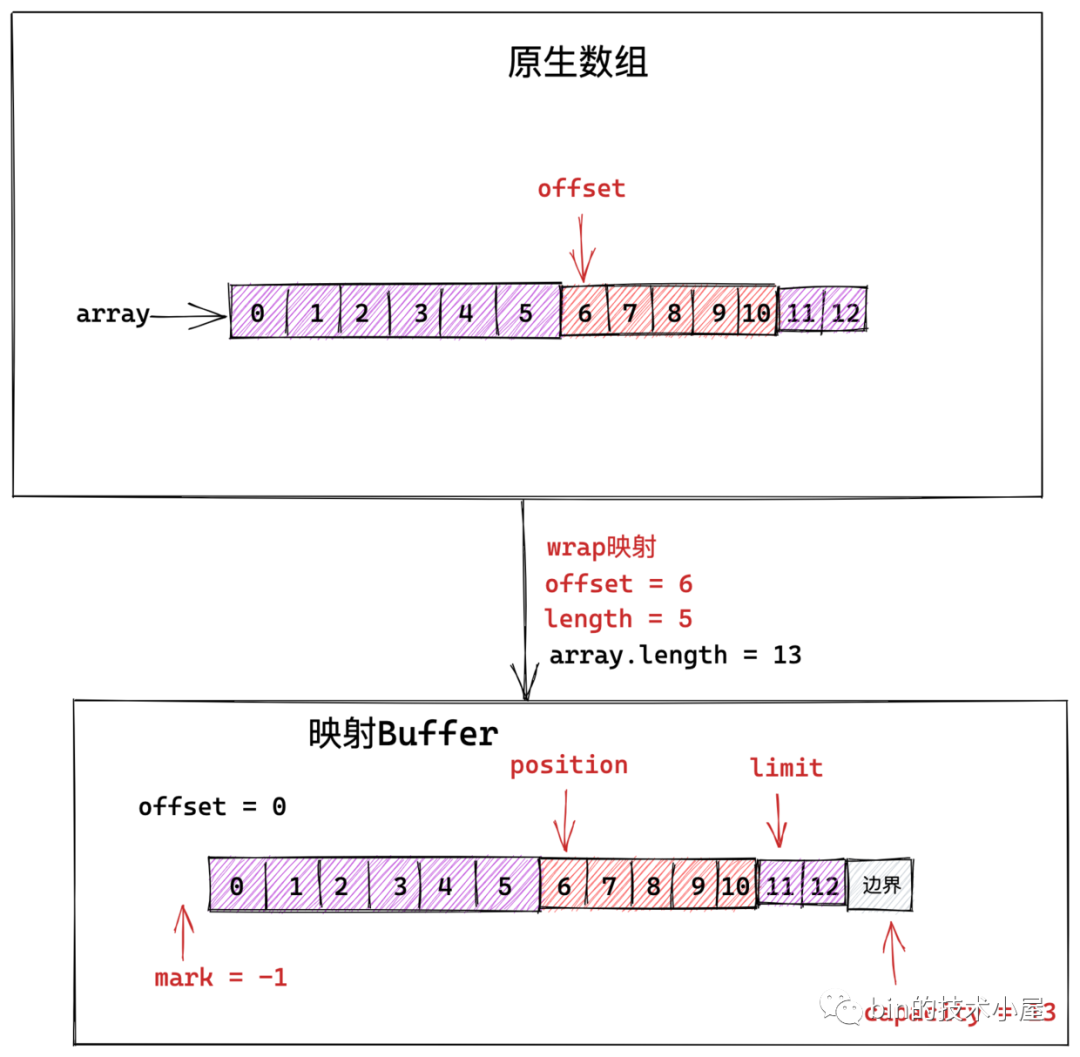 原生数组
offset
array
0 1 2 3 4 5 6 7 8 9 10 11 12
wrap映射
offset = 6
length = 5
array.length = 13
映射Buffer
position
limit
offset = 0
0 1 2 3 4 5 6 7 8 9 10 11 12 边界
mark = -1
capacity = 13
bin的技术小屋